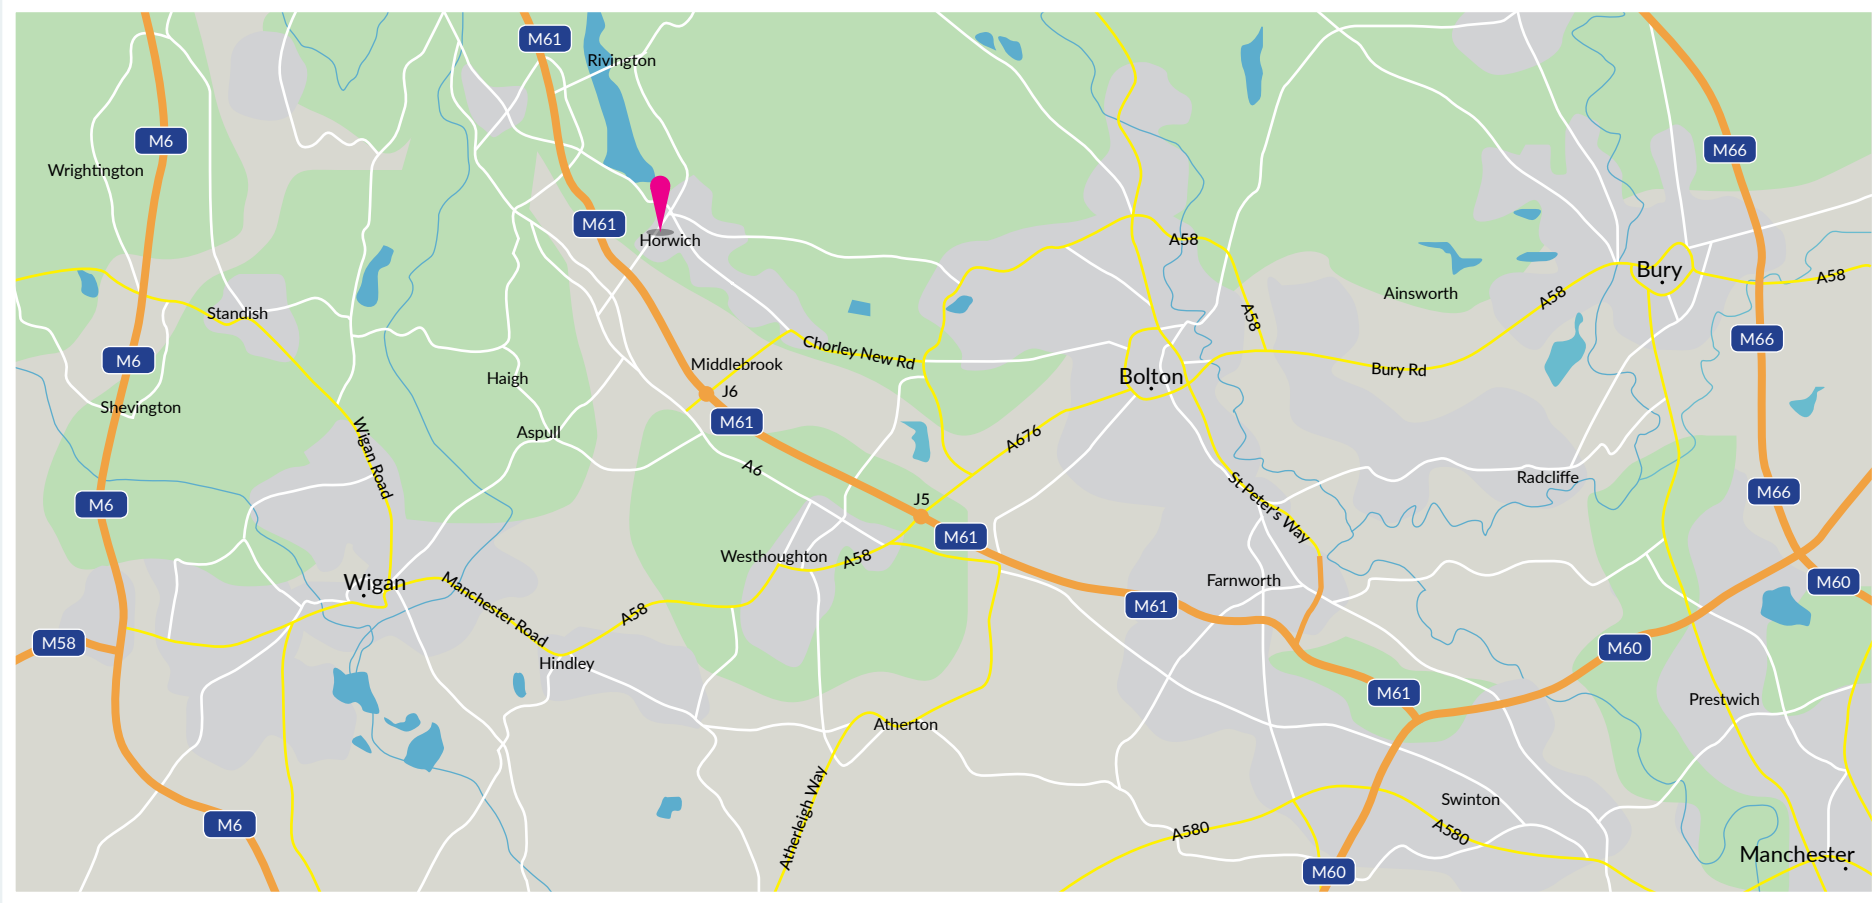 M61
Rivington
M6
M66
Wrightington
M61
Horwich
A58
Bury
A58
Ainsworth
A58
A58
Standish
M66
M6
Chorley New Rd
Middlebrook
Bury Rd
Bolton
Haigh
J6
Shevington
M61
Aspull
A676
Wigan Road
A6
Radcliffe
M66
J5
M6
St Peter's Way
M61
Westhoughton
A58
Farnworth
Wigan
M60
Manchester Road
M61
A58
M58
M60
Hindley
M61
Prestwich
Atherton
Swinton
Atherleigh Way
M6
A580
A580
Manchester
M60